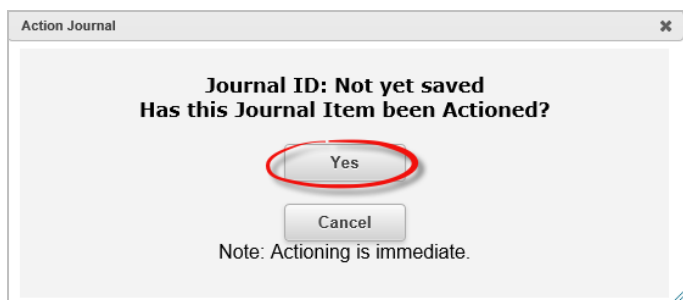 Action Journal
Journal ID: Not yet saved
Has this Journal Item been Actioned?
Yes
Cancel
Note: Actioning is immediate.